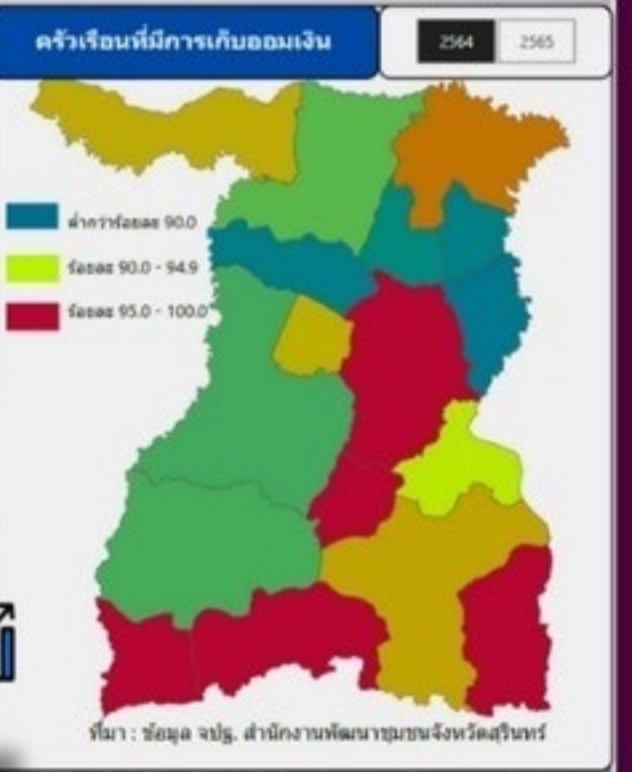 ครัวเรือนที่มีการเก็บออมเงิน
2564
2565
ต่ำกว่าร้อยละ 90.0
ร้อยละ 90.0 - 94.9
ร้อยละ 95.0 - 100.0
ที่มา : ข้อมูล จปฐ. สำนักงานพัฒนาชุมชนจังหวัดสุรินทร์